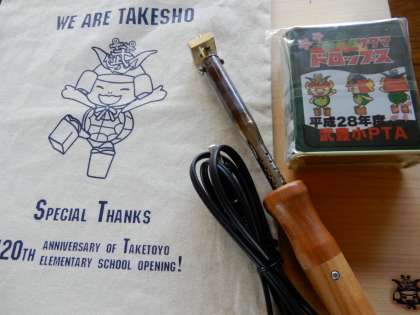 WE ARE TAKESHO
SPECIAL THANKS
120TH ANNIVERSARY OF TAKETOYO
ELEMENTARY SCHOOL OPENING!
ドロップス
平成28年度
武豊小PTA